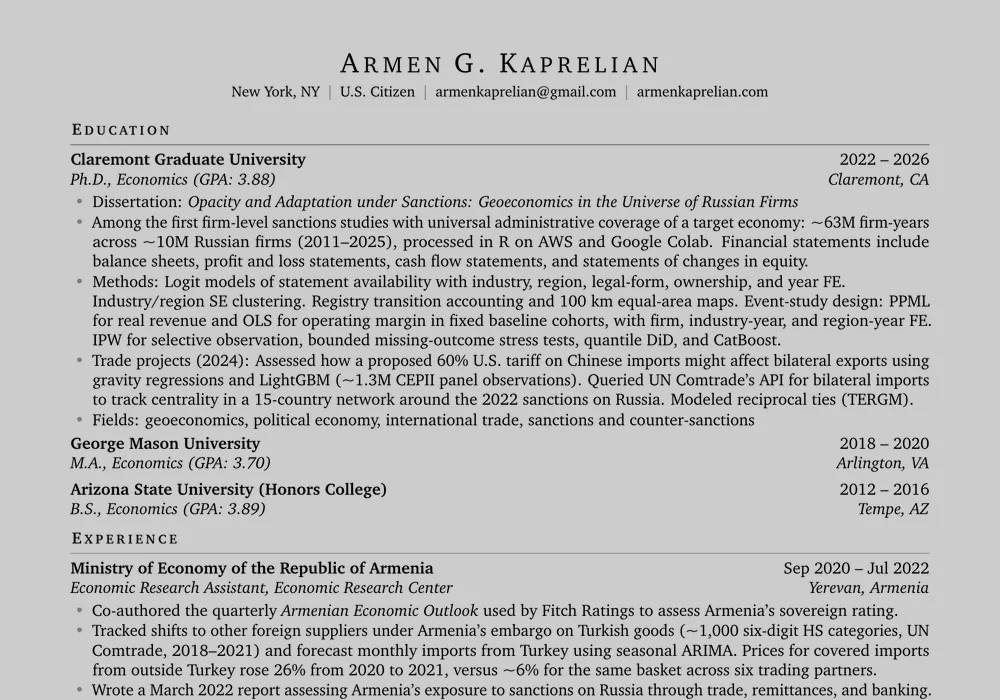 ARMEN G. KAPRELIAN
New York, NY | U.S. Citizen | armenkaprelian@gmail.com | armenkaprelian.com
EDUCATION
Claremont Graduate University 2022 – 2026
Ph.D., Economics (GPA: 3.88) Claremont, CA
• Dissertation: Opacity and Adaptation under Sanctions: Geoeconomics in the Universe of Russian Firms
• Among the first firm-level sanctions studies with universal administrative coverage of a target economy: ~63M firm-years
across ~10M Russian firms (2011–2025), processed in R on AWS and Google Colab. Financial statements include
balance sheets, profit and loss statements, cash flow statements, and statements of changes in equity.
• Methods: Logit models of statement availability with industry, region, legal-form, ownership, and year FE.
Industry/region SE clustering. Registry transition accounting and 100 km equal-area maps. Event-study design: PPML
for real revenue and OLS for operating margin in fixed baseline cohorts, with firm, industry-year, and region-year FE.
IPW for selective observation, bounded missing-outcome stress tests, quantile DiD, and CatBoost.
• Trade projects (2024): Assessed how a proposed 60% U.S. tariff on Chinese imports might affect bilateral exports using
gravity regressions and LightGBM (~1.3M CEPII panel observations). Queried UN Comtrade's API for bilateral imports
to track centrality in a 15-country network around the 2022 sanctions on Russia. Modeled reciprocal ties (TERGM).
• Fields: geoeconomics, political economy, international trade, sanctions and counter-sanctions
George Mason University 2018 – 2020
M.A., Economics (GPA: 3.70) Arlington, VA
Arizona State University (Honors College) 2012 – 2016
B.S., Economics (GPA: 3.89) Tempe, AZ
EXPERIENCE
Ministry of Economy of the Republic of Armenia Sep 2020 – Jul 2022
Economic Research Assistant, Economic Research Center Yerevan, Armenia
• Co-authored the quarterly Armenian Economic Outlook used by Fitch Ratings to assess Armenia's sovereign rating.
• Tracked shifts to other foreign suppliers under Armenia's embargo on Turkish goods (~1,000 six-digit HS categories, UN
Comtrade, 2018–2021) and forecast monthly imports from Turkey using seasonal ARIMA. Prices for covered imports
from outside Turkey rose 26% from 2020 to 2021, versus ~6% for the same basket across six trading partners.
• Wrote a March 2022 report assessing Armenia's exposure to sanctions on Russia through trade, remittances, and banking.